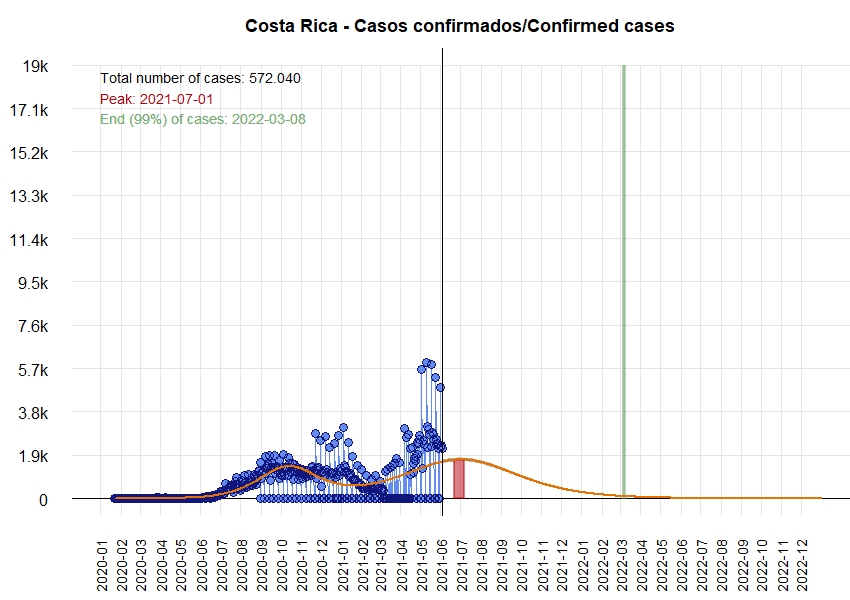 Costa Rica - Casos confirmados/Confirmed cases
Total number of cases: 572.040
Peak: 2021-07-01
End (99%) of cases: 2022-03-08
19k
17.1k
15.2k
13.3k
11.4k
9.5k
7.6k
5.7k
3.8k
1.9k
0
2020-01
2020-02
2020-03
2020-04
2020-05
2020-06
2020-07
2020-08
2020-09
2020-10
2020-11
2020-12
2021-01
2021-02
2021-03
2021-04
2021-05
2021-06
2021-07
2021-08
2021-09
2021-10
2021-11
2021-12
2022-01
2022-02
2022-03
2022-04
2022-05
2022-06
2022-07
2022-08
2022-09
2022-10
2022-11
2022-12